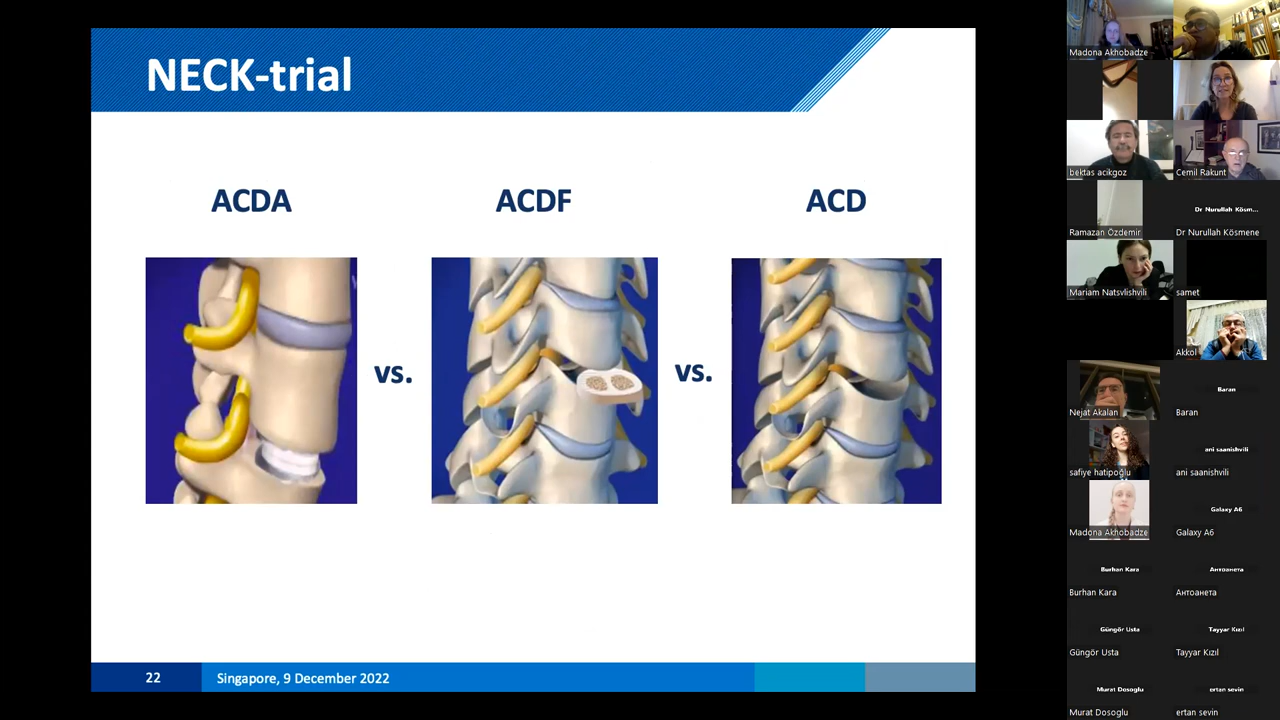 NECK-trial
ACDA
ACDF
ACD
vs.
vs.
22
Singapore, 9 December 2022
Madona Akhobadze
bektas acikgoz
Cemil Rakunt
Ramazan Özdemir
Dr Nurullah Kösm...
Dr Nurullah Kösmene
Mariam Natsvlishvili
samet
Akkol
Nejat Akalan
Baran
Baran
safiye hatipoğlu
ani saanishvili
ani saanishvili
Madona Akhobadze
Galaxy A6
Galaxy A6
Burhan Kara
Антоанета
Burhan Kara
Антоанета
Güngör Usta
Tayyar Kızıl
Güngör Usta
Tayyar Kızıl
Murat Dosoglu
ertan sevin
Murat Dosoglu
ertan sevin